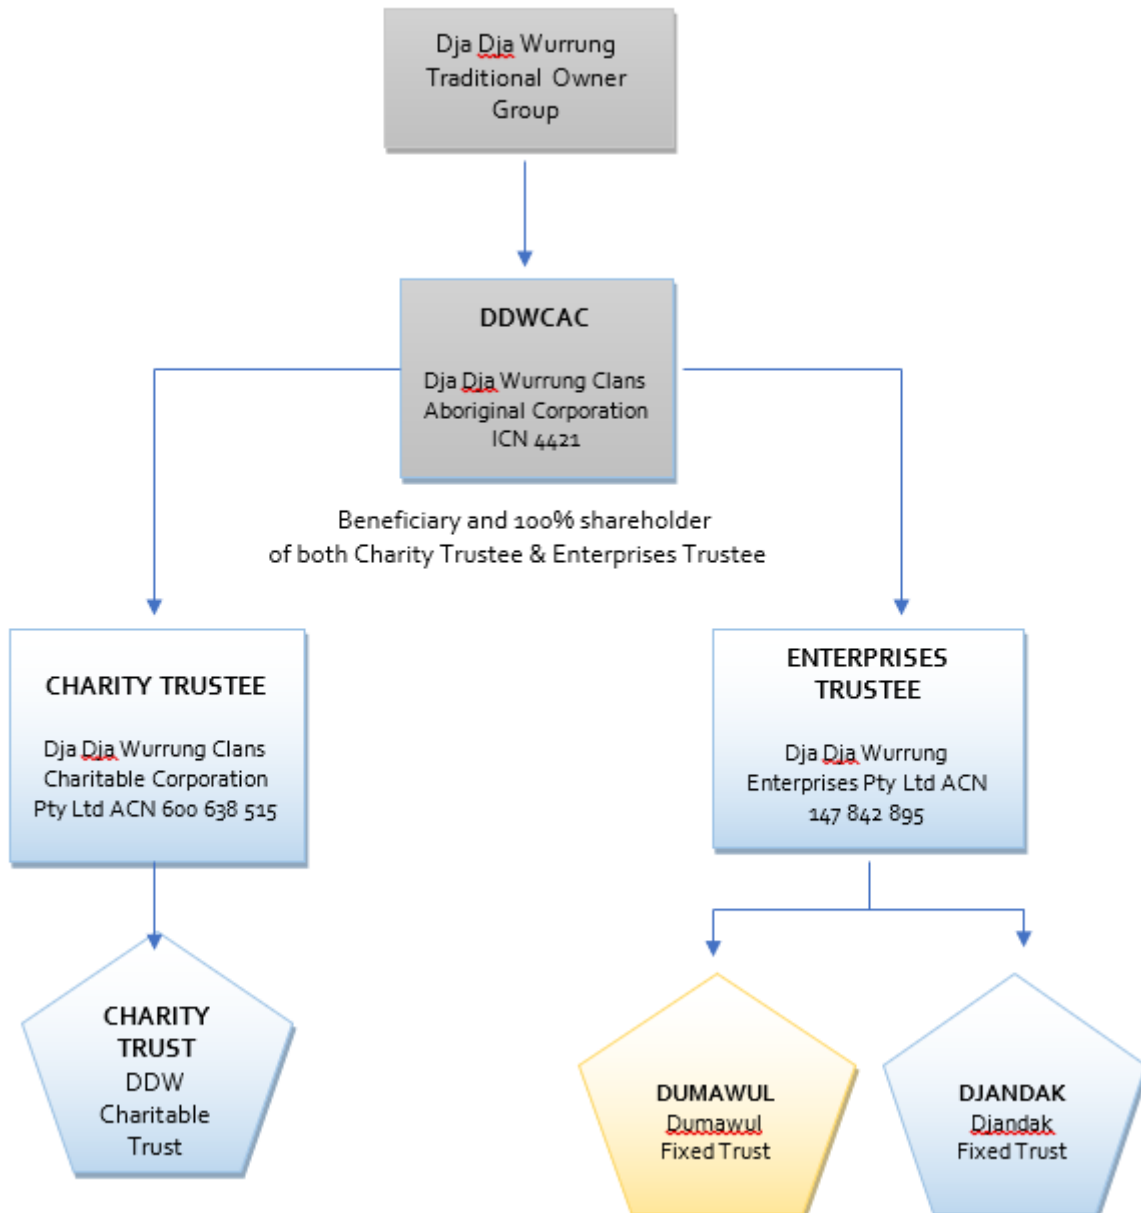 Dja Dja Wurrung
Traditional Owner
Group
DDWCAC
Dja Dja Wurrung Clans
Aboriginal Corporation
ICN 4421
Beneficiary and 100% shareholder
of both Charity Trustee & Enterprises Trustee
CHARITY TRUSTEE
Dja Dja Wurrung Clans
Charitable Corporation
Pty Ltd ACN 600 638 515
ENTERPRISES
TRUSTEE
Dja Dja Wurrung
Enterprises Pty Ltd ACN
147 842 895
CHARITY
TRUST
DDW
Charitable
Trust
DUMAWUL
Dumawul
Fixed Trust
DJANDAK
Djandak
Fixed Trust